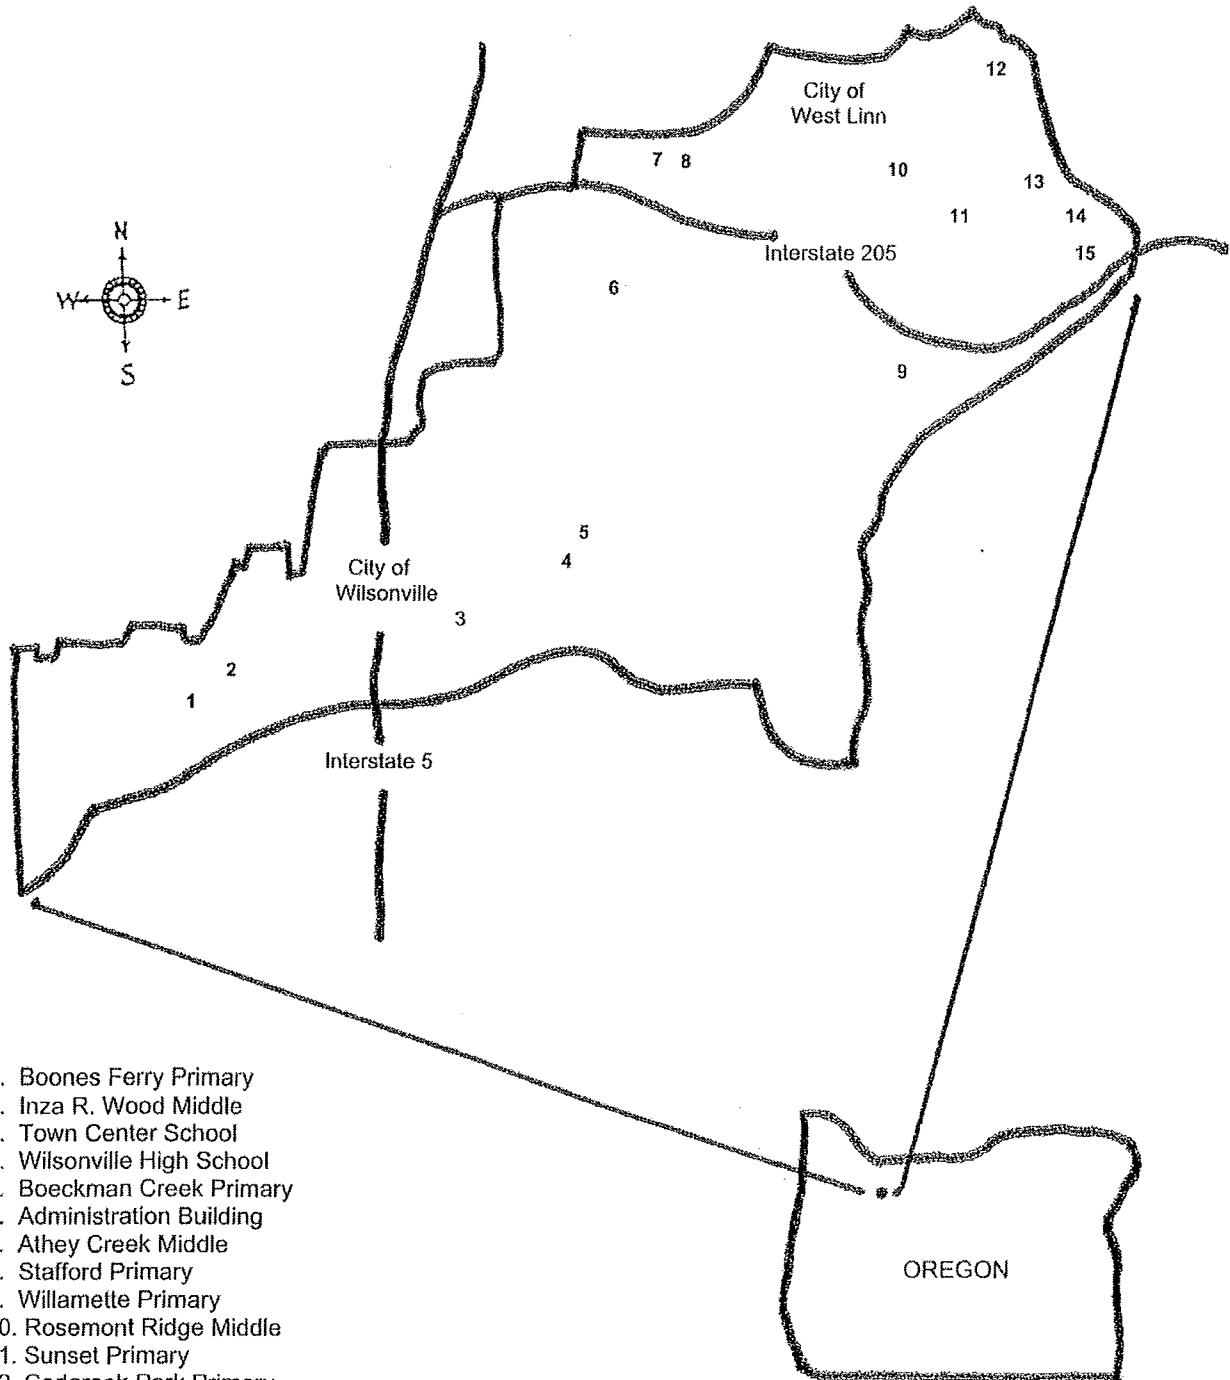 12
City of
West Linn
7 8
10
13
11
14
Interstate 205
15
N
W E
S
6
9
5
4
City of
Wilsonville
3
2
1
Interstate 5
. Boones Ferry Primary
. Inza R. Wood Middle
. Town Center School
. Wilsonville High School
. Boeckman Creek Primary
. Administration Building
. Athey Creek Middle
. Stafford Primary
. Willamette Primary
0. Rosemont Ridge Middle
1. Sunset Primary
OREGON